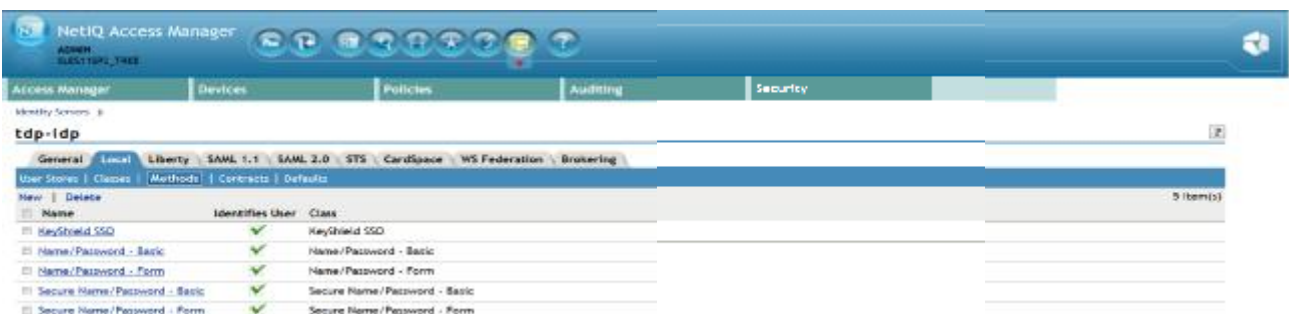 NetIQ Access Manager
ADMIN
Access Manager Devices Policies Auditing Security
Identity Servers
tdp-idp
General Local Liberty SAML 1.1 SAML 2.0 STS CardSpace WS Federation Brokering
User Stores | Classes | Methods | Contracts | Defaults
New | Delete 5 Item(s)
Name Identifies User Class
KeyShield SSO KeyShield SSO
Name/Password - Basic Name/Password - Basic
Name/Password - Form Name/Password - Form
Secure Name/Password - Basic Secure Name/Password - Basic
Secure Name/Password - Form Secure Name/Password - Form